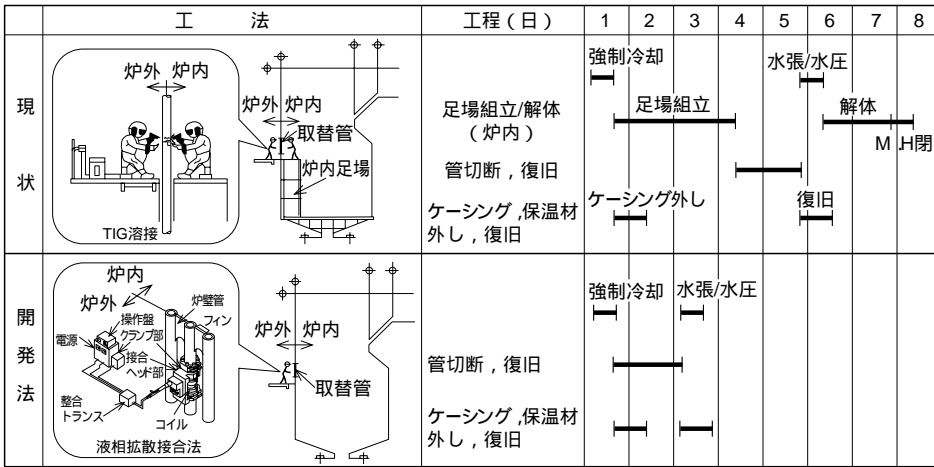 工　法
工程（日）
1 2 3 4 5 6 7 8
現状
炉外 炉内
TIG溶接
炉外 炉内
取替管
炉内足場
強制冷却
水張/水圧
足場組立/解体
（炉内）
足場組立
解体
M.H閉
管切断，復旧
ケーシング外し
復旧
ケーシング,保温材
外し，復旧
開発法
炉内
炉外
炉壁管
フィン
操作盤
クランプ部
電源
接合
ヘッド部
整合
トランス
コイル
液相拡散接合法
炉外 炉内
取替管
強制冷却
水張/水圧
管切断，復旧
ケーシング,保温材
外し，復旧